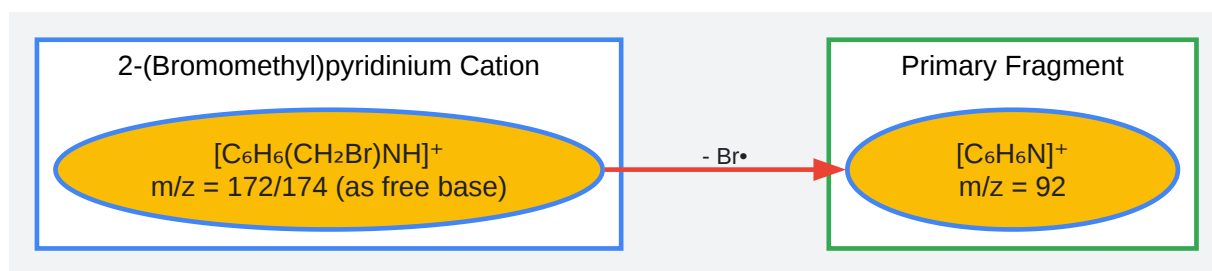 2-(Bromomethyl)pyridinium Cation
[C₆H₆(CH₂Br)NH]⁺
m/z = 172/174 (as free base)
- Br•
Primary Fragment
[C₆H₆N]⁺
m/z = 92